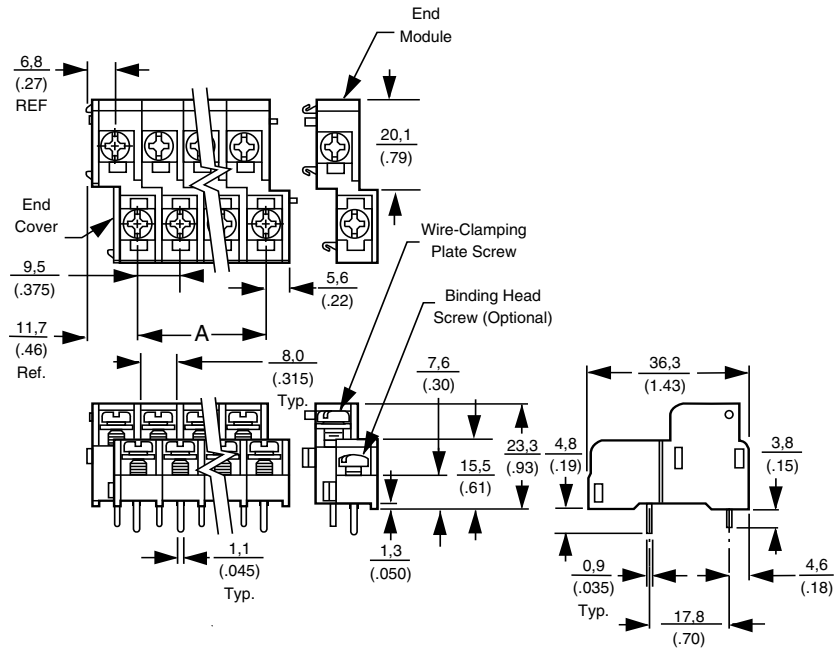 End
Module
6,8
(.27)
REF
20,1
(.79)
End
Cover
Wire-Clamping
Plate Screw
9,5
(.375)
5,6
(.22)
Binding Head
Screw (Optional)
11,7
(.46)
Ref.
A
8,0
(.315)
Typ.
7,6
(.30)
36,3
(1.43)
23,3
(.93)
4,8
(.19)
3,8
(.15)
15,5
(.61)
1,1
(.045)
Typ.
1,3
(.050)
0,9
(.035)
Typ.
4,6
(.18)
17,8
(.70)